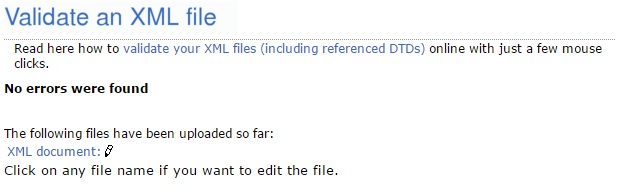 Validate an XML file
Read here how to validate your XML files (including referenced DTDs) online with just a few mouse
clicks.
No errors were found
The following files have been uploaded so far:
XML document:
Click on any file name if you want to edit the file.